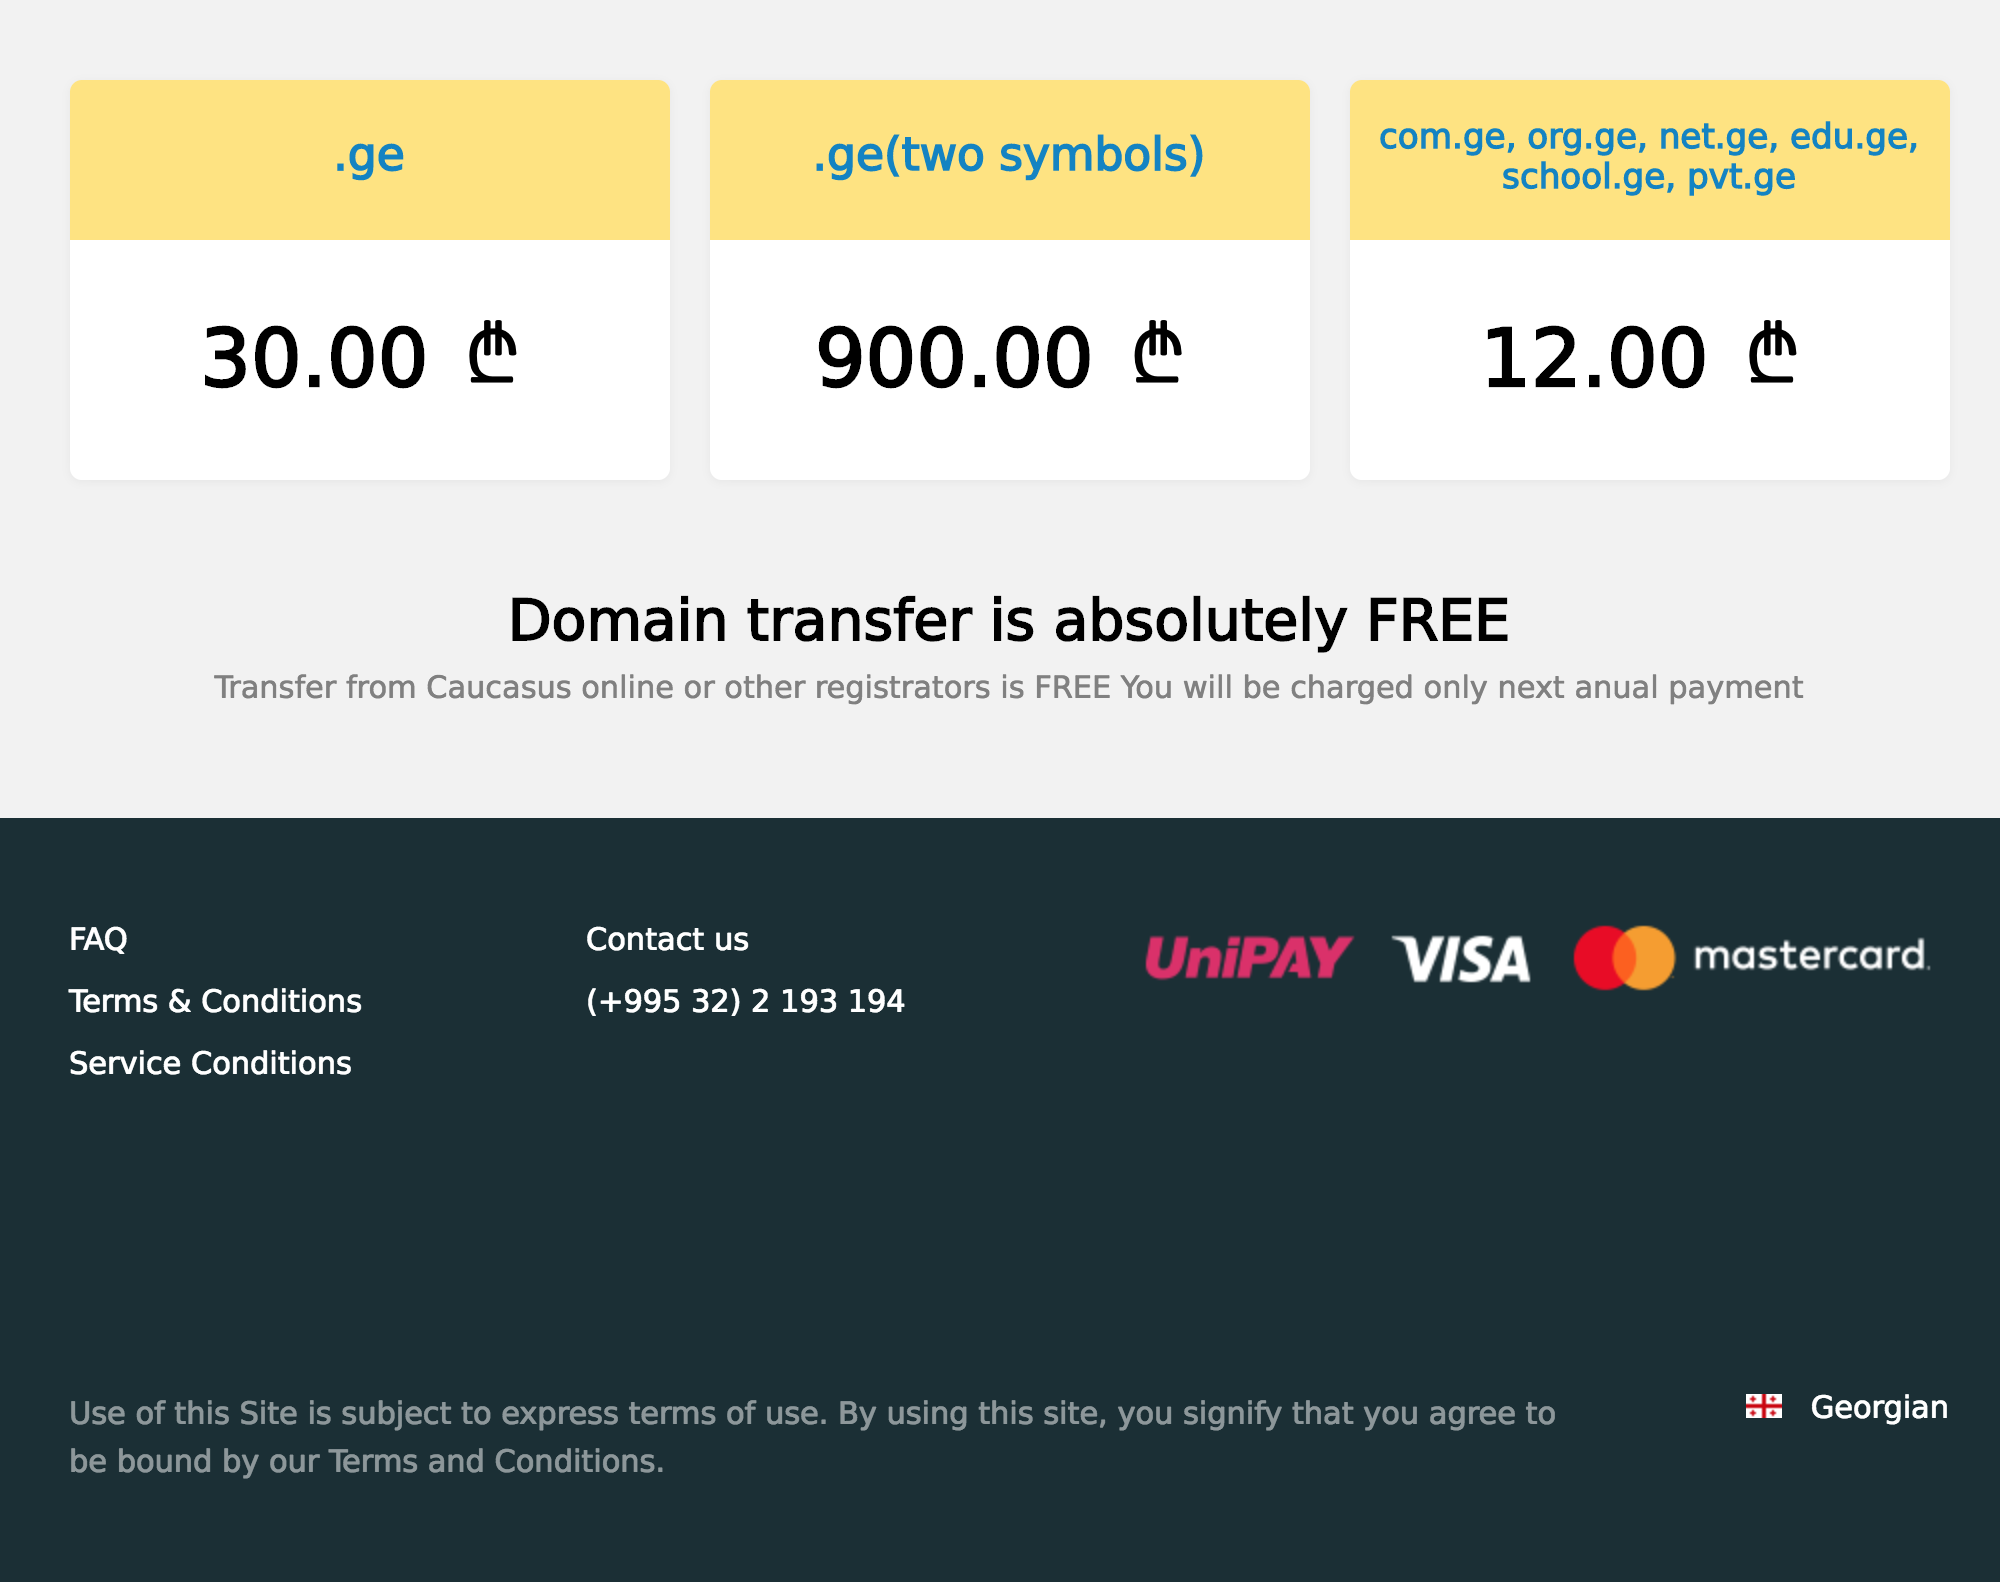 .ge
30.00 ₾
.ge(two symbols)
900.00 ₾
com.ge, org.ge, net.ge, edu.ge,
school.ge, pvt.ge
12.00 ₾
Domain transfer is absolutely FREE
Transfer from Caucasus online or other registrators is FREE You will be charged only next anual payment
FAQ
Terms & Conditions
Service Conditions
Contact us
(+995 32) 2 193 194
UniPAY VISA mastercard.
Use of this Site is subject to express terms of use. By using this site, you signify that you agree to
be bound by our Terms and Conditions.
Georgian